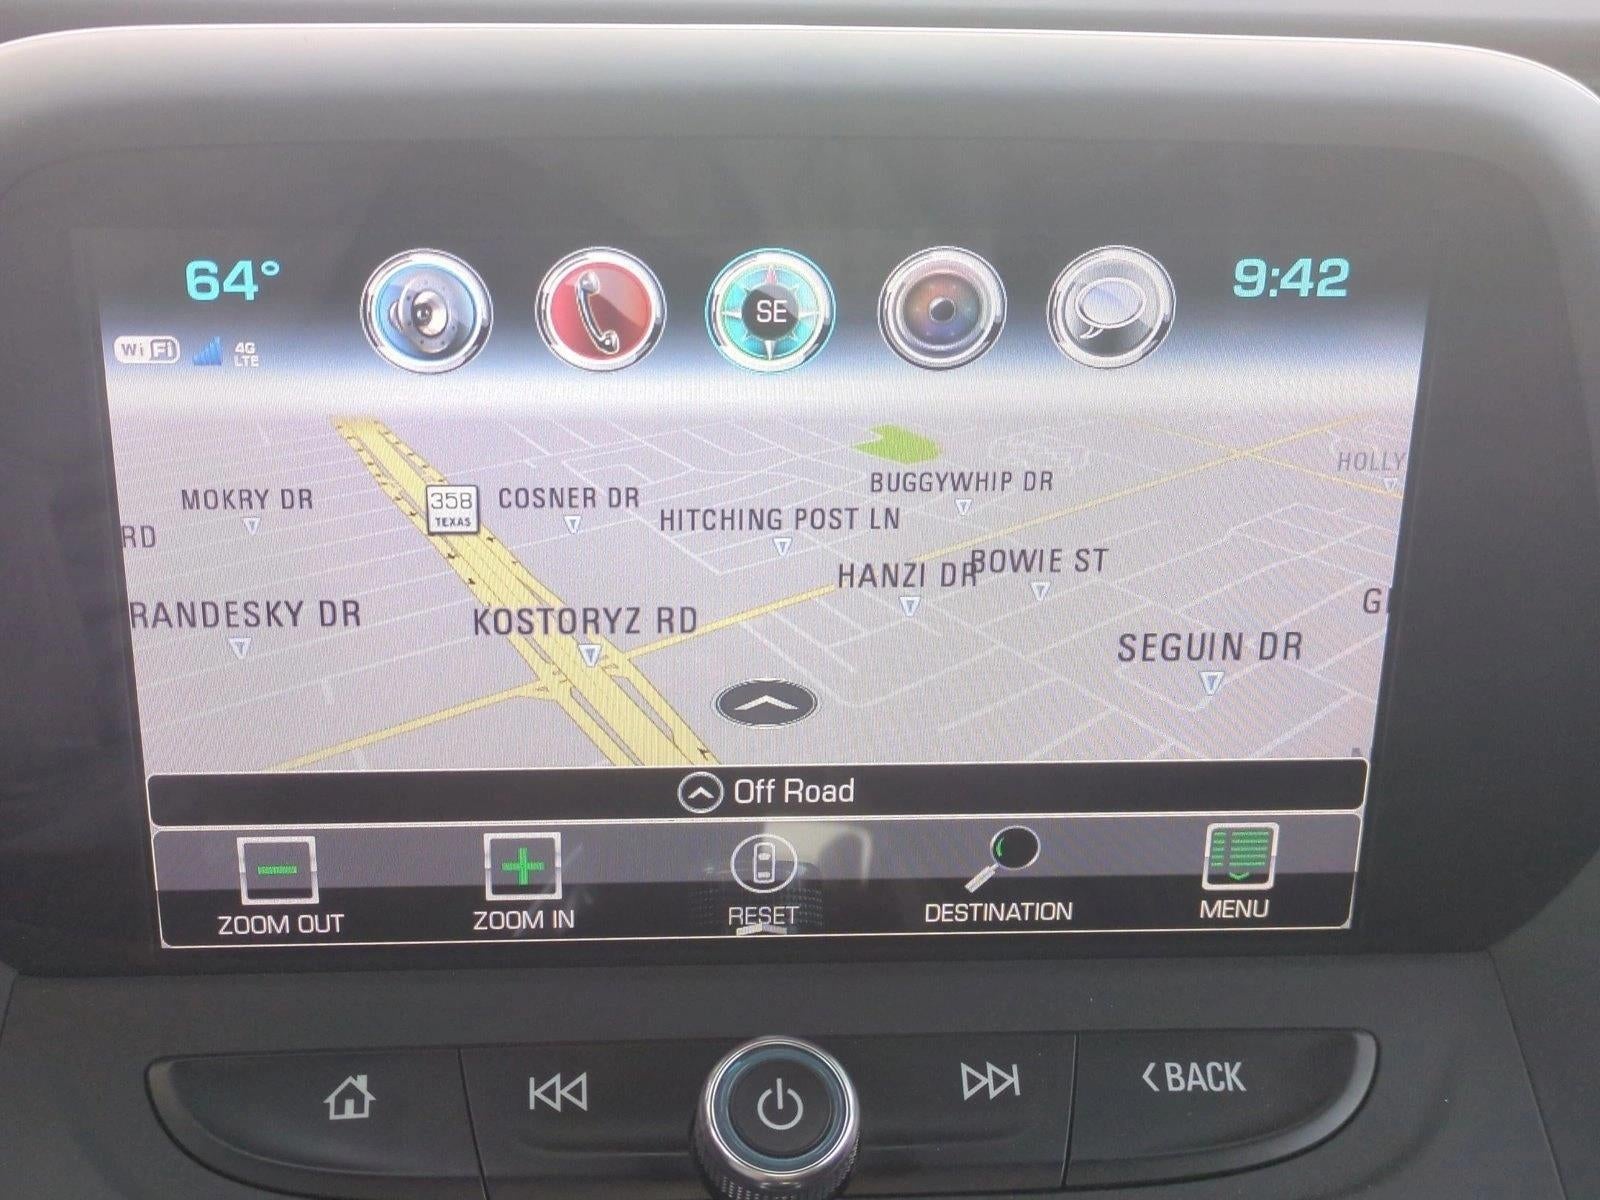 64°
SE
9:42
WiFi
4G
LTE
HOLLY
BUGGYWHIP DR
MOKRY DR
358
TEXAS
COSNER DR
HITCHING POST LN
RD
HANZI DR
BOWIE ST
RANDESKY DR
KOSTORYZ RD
SEGUIN DR
Off Road
ZOOM OUT
ZOOM IN
RESET
DESTINATION
MENU
<BACK